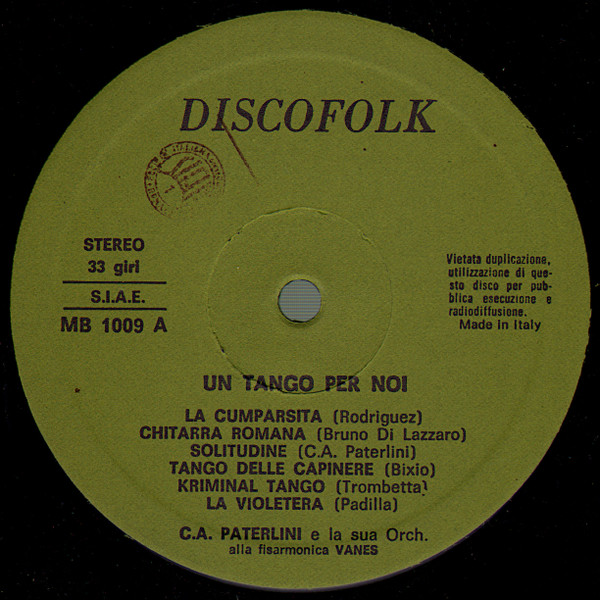 DISCOFOLK
STEREO
33 giri
S.I.A.E.
MB 1009 A
Vietata duplicazione,
utilizzazione di que-
sto disco per pub-
blica esecuzione e
radiodiffusione.
Made in Italy
UN TANGO PER NOI
LA CUMPARSITA (Rodriguez)
CHITARRA ROMANA (Bruno Di Lazzaro)
SOLITUDINE (C.A. Paterlini)
TANGO DELLE CAPINERE (Bixio)
KRIMINAL TANGO (Trombetta)
LA VIOLETERA (Padilla)
C.A. PATERLINI e la sua Orch.
alla fisarmonica VANES